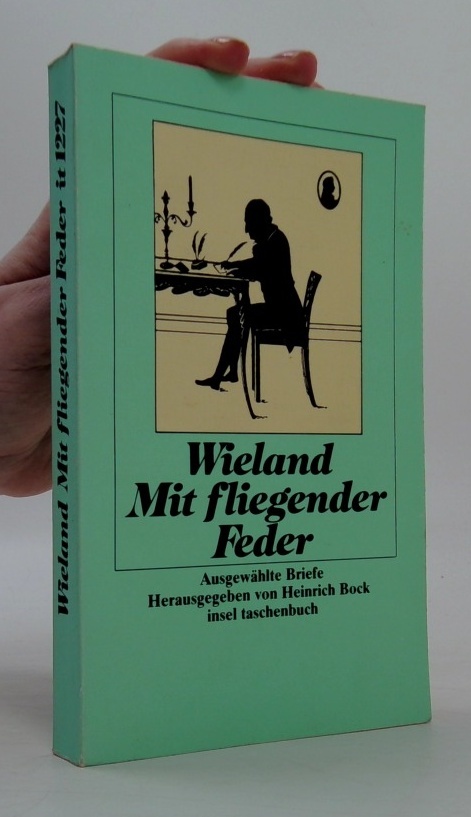 Wieland Mit fliegender Feder it 1227
Wieland
Mit fliegender
Feder
Ausgewählte Briefe
Herausgegeben von Heinrich Bock
insel taschenbuch